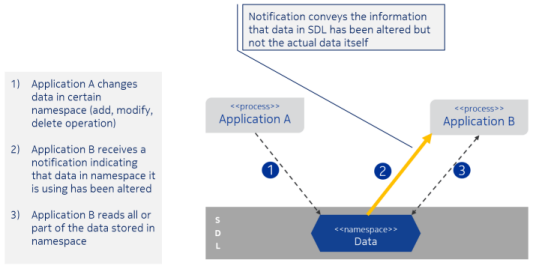 Notification conveys the information
that data in SDL has been altered but
not the actual data itself
1) Application A changes
data in certain
namespace (add, modify,
delete operation)
2) Application B receives a
notification indicating
that data in namespace it
is using has been altered
3) Application B reads all or
part of the data stored in
namespace
<<process>>
Application A
<<process>>
Application B
1
2
3
S
D
L
<<namespace>>
Data